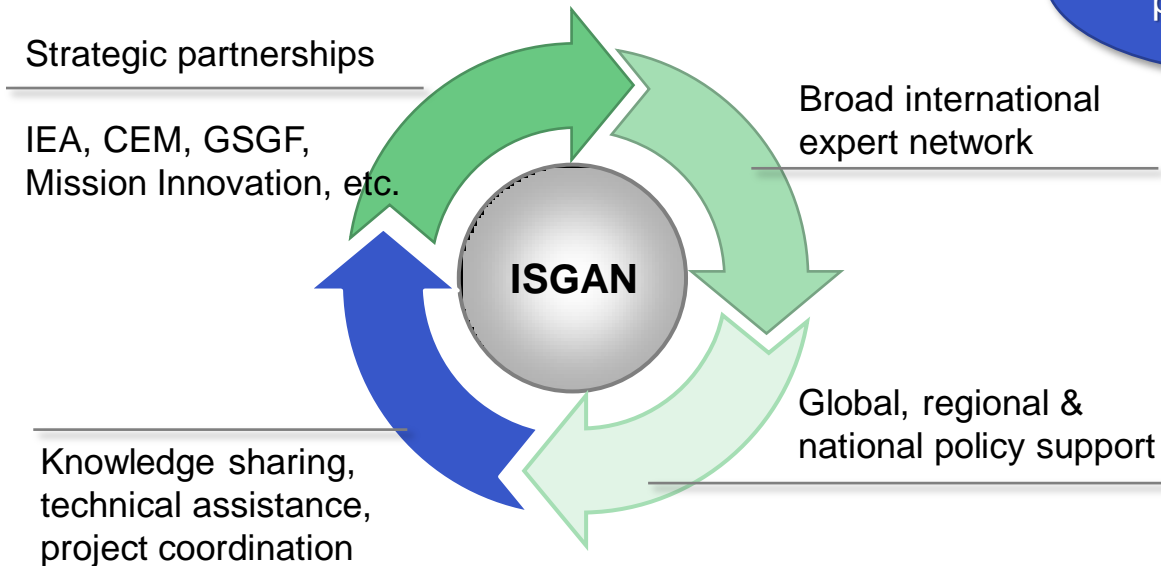 Strategic partnerships
IEA, CEM, GSGF,
Mission Innovation, etc.
Broad international
expert network
ISGAN
Global, regional &
national policy support
Knowledge sharing,
technical assistance,
project coordination